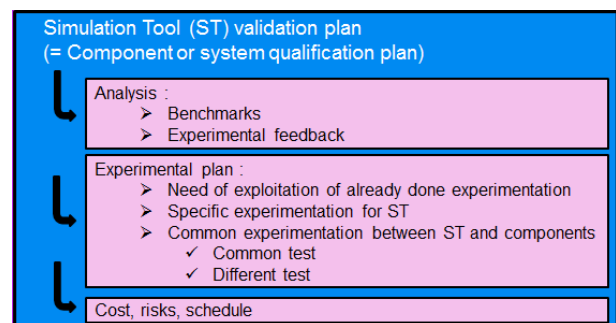 Simulation Tool (ST) validation plan
(= Component or system qualification plan)
Analysis :
➢ Benchmarks
➢ Experimental feedback
Experimental plan :
➢ Need of exploitation of already done experimentation
➢ Specific experimentation for ST
➢ Common experimentation between ST and components
✓ Common test
✓ Different test
Cost, risks, schedule